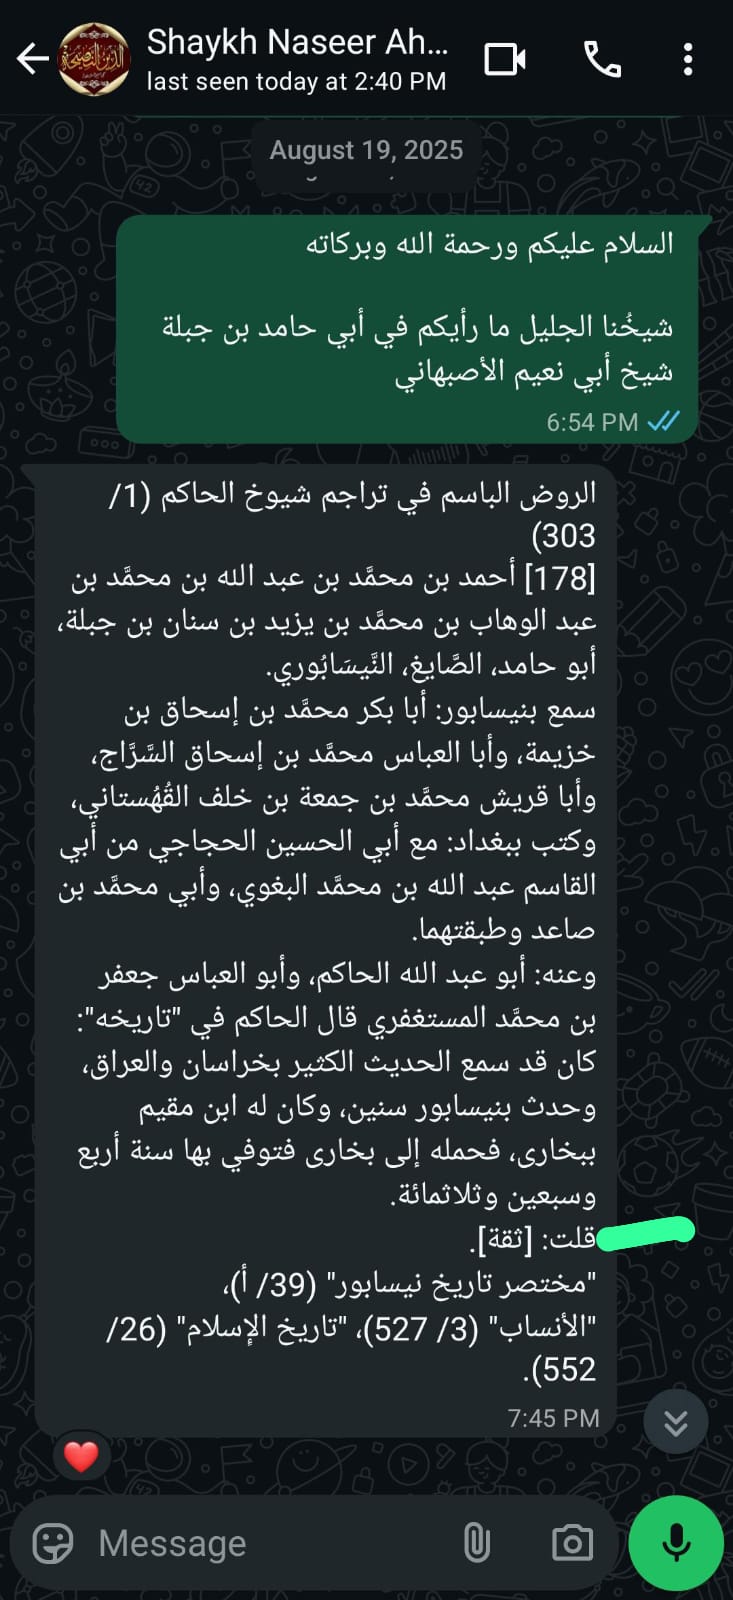 Shaykh Naseer Ah...
last seen today at 2:40 PM
August 19, 2025
السلام عليكم ورحمة الله وبركاته
شيخُنا الجليل ما رأيكم في أبي حامد بن جبلة
شيخ أبي نعيم الأصبهاني
6:54 PM
الروض الباسم في تراجم شيوخ الحاكم (1/
303)
[178] أحمد بن محمَّد بن عبد الله بن محمَّد بن
عبد الوهاب بن محمَّد بن يزيد بن سنان بن جبلة،
أبو حامد، الصَّايغ، النَّيسَابُوري.
سمع بنيسابور: أبا بكر محمَّد بن إسحاق بن
خزيمة، وأبا العباس محمَّد بن إسحاق السَّرَّاج،
وأبا قريش محمَّد بن جمعة بن خلف القُهُستاني،
وكتب ببغداد: مع أبي الحسين الحجاجي من أبي
القاسم عبد الله بن محمَّد البغوي، وأبي محمَّد بن
صاعد وطبقتهما.
وعنه: أبو عبد الله الحاكم، وأبو العباس جعفر
بن محمَّد المستغفري قال الحاكم في "تاريخه":
كان قد سمع الحديث الكثير بخراسان والعراق،
وحدث بنيسابور سنين، وكان له ابن مقيم
ببخارى، فحمله إلى بخارى فتوفي بها سنة أربع
وسبعين وثلاثمائة.
قلت: [ثقة].
"مختصر تاريخ نيسابور" (39/ أ)،
"الأنساب" (3/ 527)، "تاريخ الإسلام" (26/
552).
7:45 PM
Message